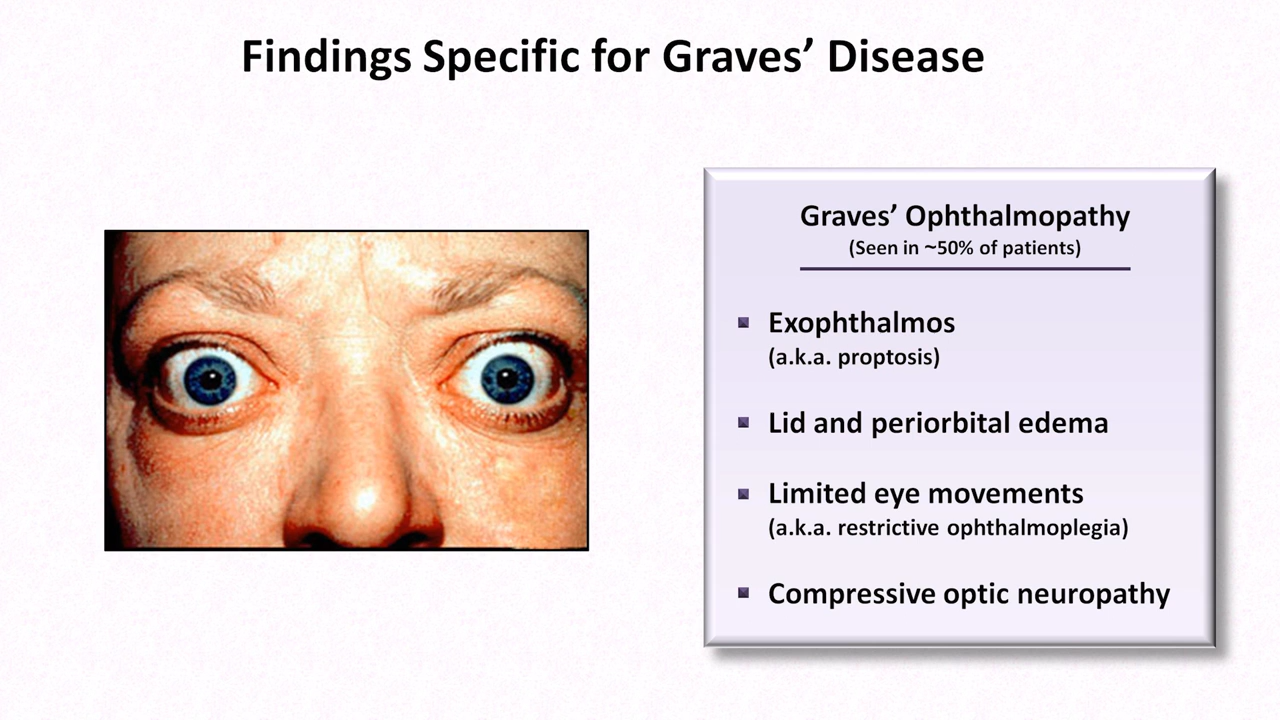 Findings Specific for Graves’ Disease
Graves’ Ophthalmopathy
(Seen in ~50% of patients)
Exophthalmos
(a.k.a. proptosis)
Lid and periorbital edema
Limited eye movements
(a.k.a. restrictive ophthalmoplegia)
Compressive optic neuropathy